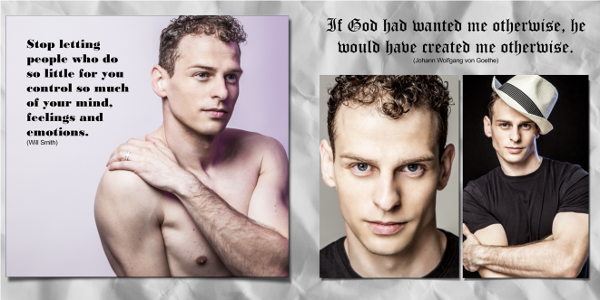 Stop letting
people who do
so little for you
control so much
of your mind,
feelings and
emotions.
(Will Smith)
If God had wanted me otherwise, he
would have created me otherwise.
(Johann Wolfgang von Goethe)